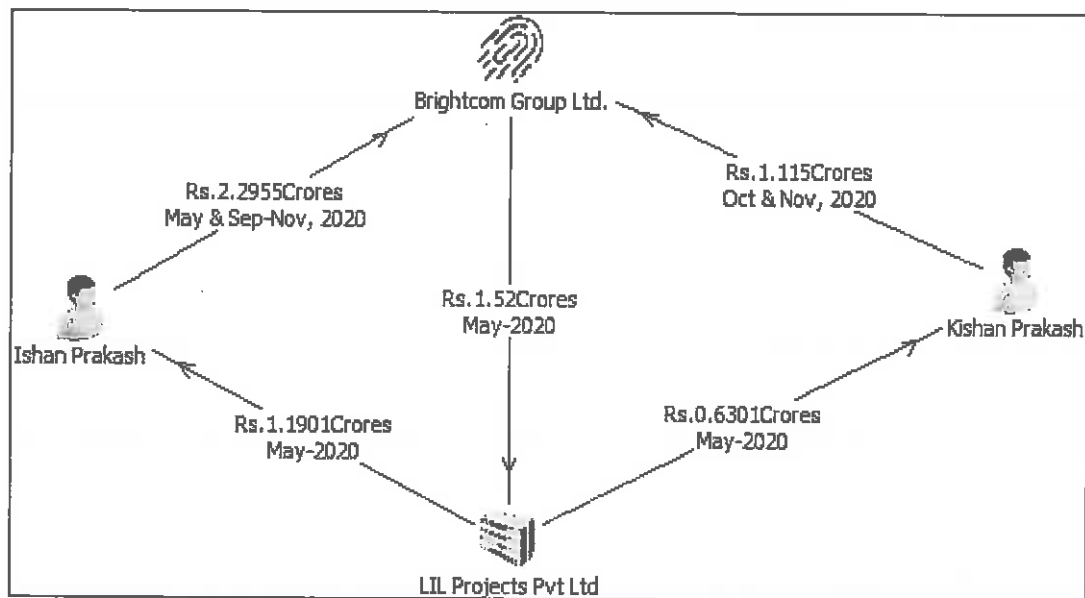 Brightcom Group Ltd.
Rs.2.2955Crores
May & Sep-Nov, 2020
Rs.1.115Crores
Oct & Nov, 2020
Rs.1.52Crores
May-2020
Ishan Prakash
Kishan Prakash
Rs.1.1901Crores
May-2020
Rs.0.6301Crores
May-2020
LIL Projects Pvt Ltd